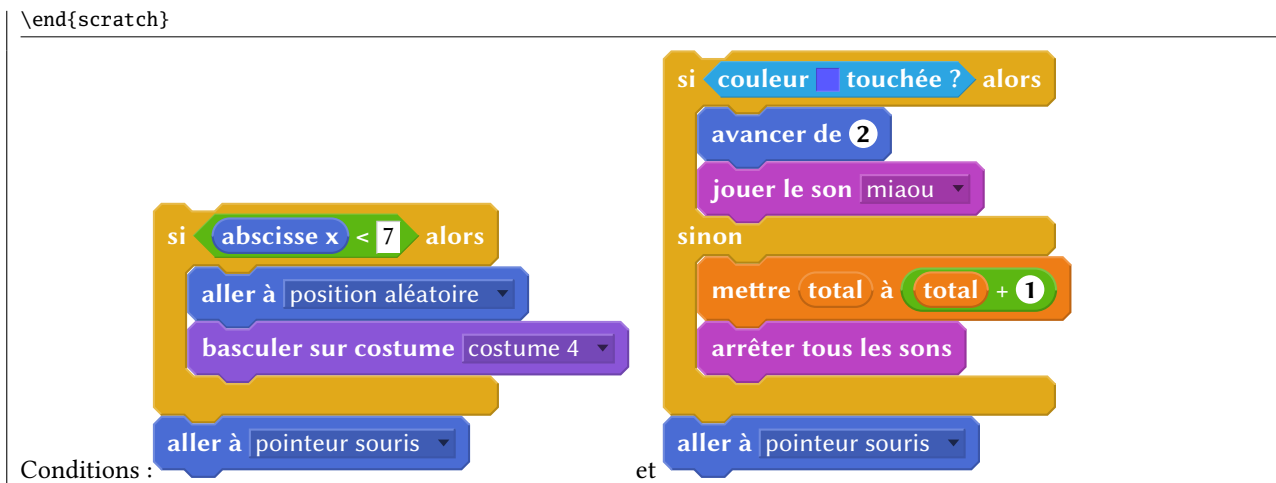 \end{scratch}
si abscisse x < 7 alors
aller à position aléatoire
basculer sur costume costume 4
aller à pointeur souris
Conditions :
et
si couleur touchée ? alors
avancer de 2
jouer le son miaou
sinon
mettre total à total + 1
arrêter tous les sons
aller à pointeur souris